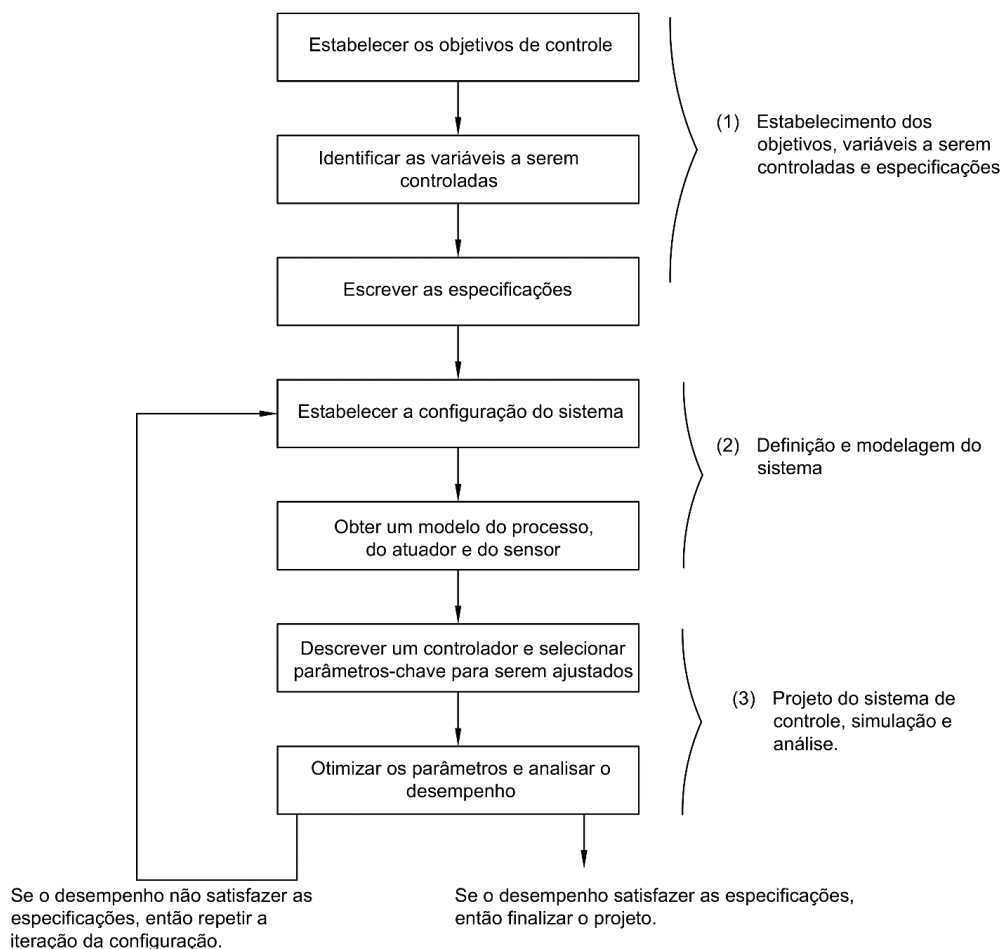 Estabelecer os objetivos de controle
Identificar as variáveis a serem
controladas
Escrever as especificações
(1) Estabelecimento dos
objetivos, variáveis a serem
controladas e especificações
Estabelecer a configuração do sistema
Obter um modelo do processo,
do atuador e do sensor
(2) Definição e modelagem do
sistema
Descrever um controlador e selecionar
parâmetros-chave para serem ajustados
Otimizar os parâmetros e analisar o
desempenho
(3) Projeto do sistema de
controle, simulação e
análise.
Se o desempenho não satisfazer as
especificações, então repetir a
iteração da configuração.
Se o desempenho satisfazer as especificações,
então finalizar o projeto.